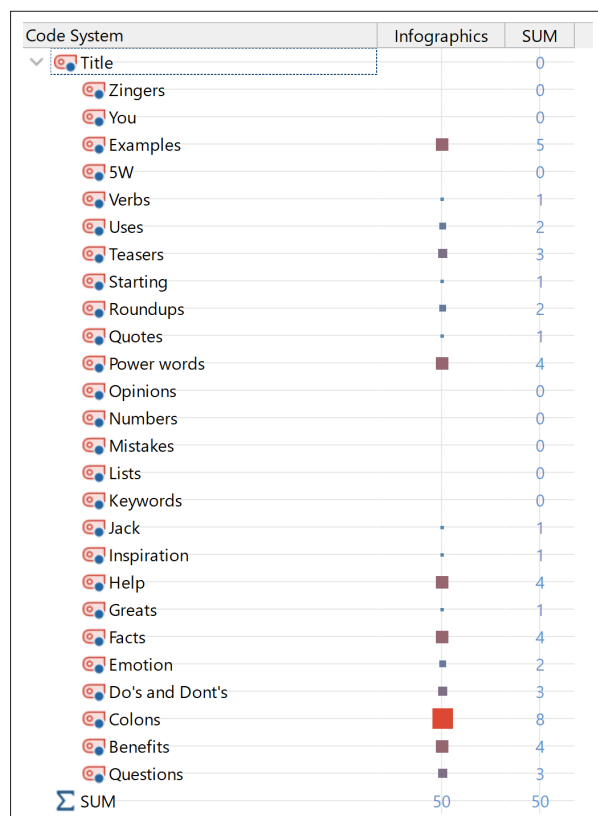 Code System Infographics SUM
Title 0
Zingers 0
You 0
Examples 5
5W 0
Verbs 1
Uses 2
Teasers 3
Starting 1
Roundups 2
Quotes 1
Power words 4
Opinions 0
Numbers 0
Mistakes 0
Lists 0
Keywords 0
Jack 1
Inspiration 1
Help 4
Greats 1
Facts 4
Emotion 2
Do's and Dont's 3
Colons 8
Benefits 4
Questions 3
Σ SUM 50 50